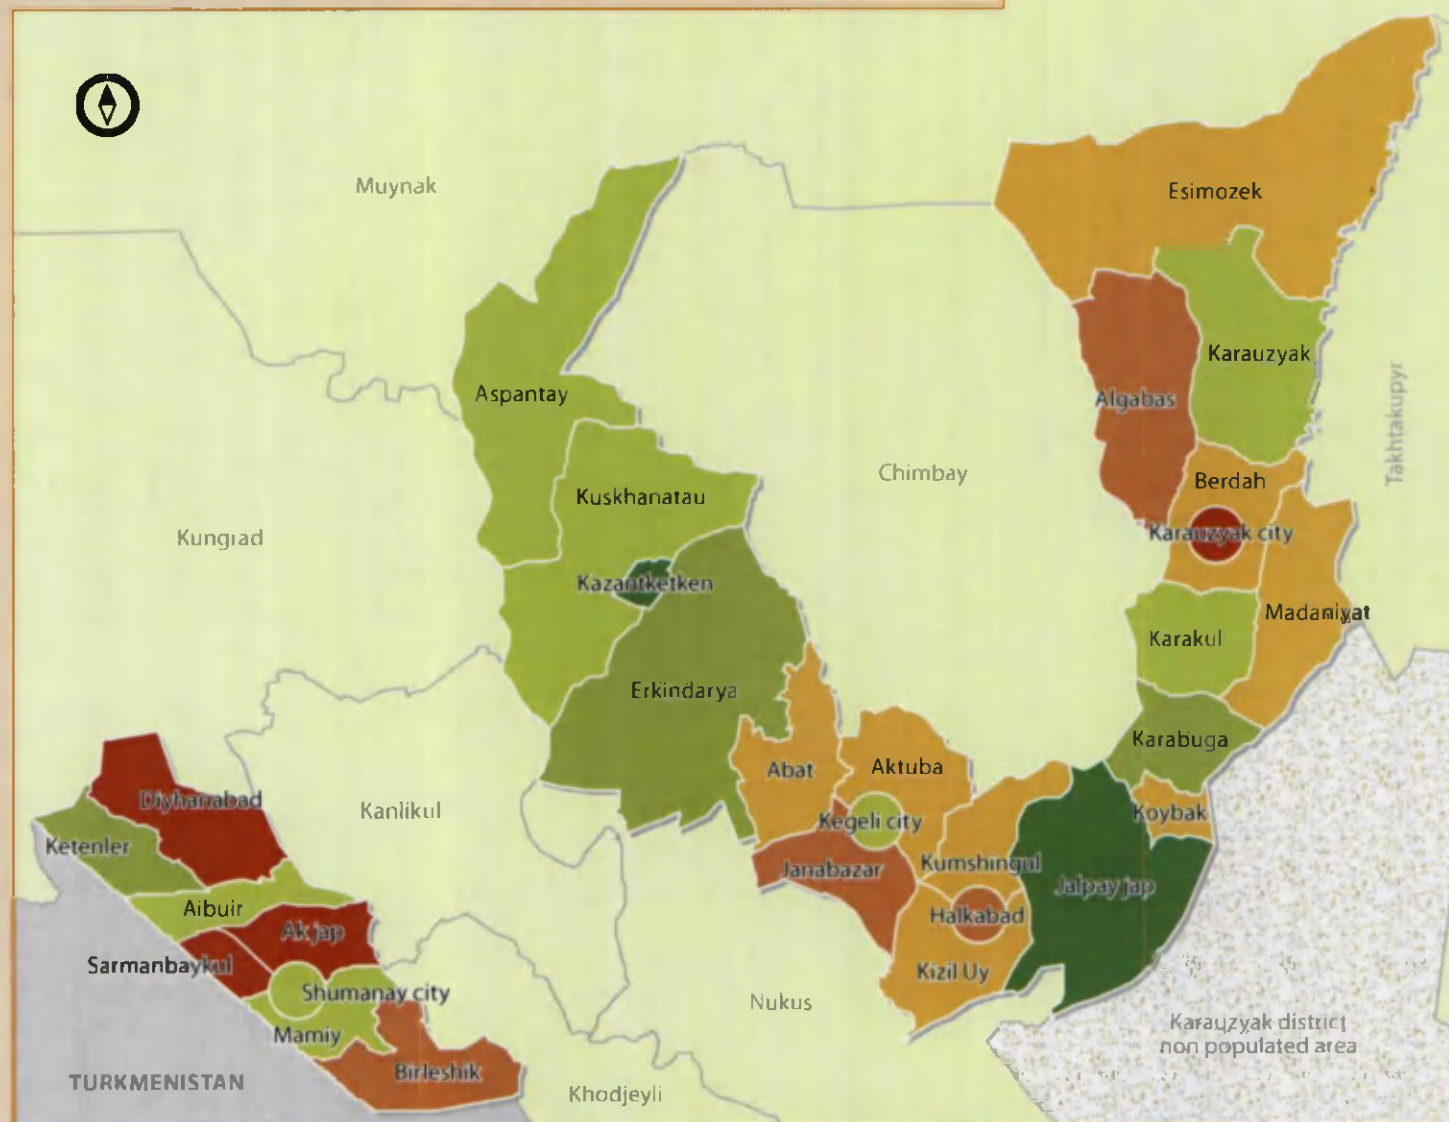 Muynak
Esimozek
Karauzyak
Aspantay
Algabas
Takhtakupyr
Chimbay
Berdah
Kuskhanatau
Kungrad
Karauzyak city
Kazantketken
Madaniyat
Karakul
Erkindarya
Karabuga
Abat
Aktuba
Diyhanabad
Kanlikul
Koybak
Kegeli city
Ketenler
Kumshingul
Janabazar
Jalpay jap
Aibuir
Halkabad
Ak jap
Sarmanbaykul
Kizil Uy
Shumanay city
Nukus
Karauzyak district
non populated area
Mamiy
Birleshik
TURKMENISTAN
Khodjeyli